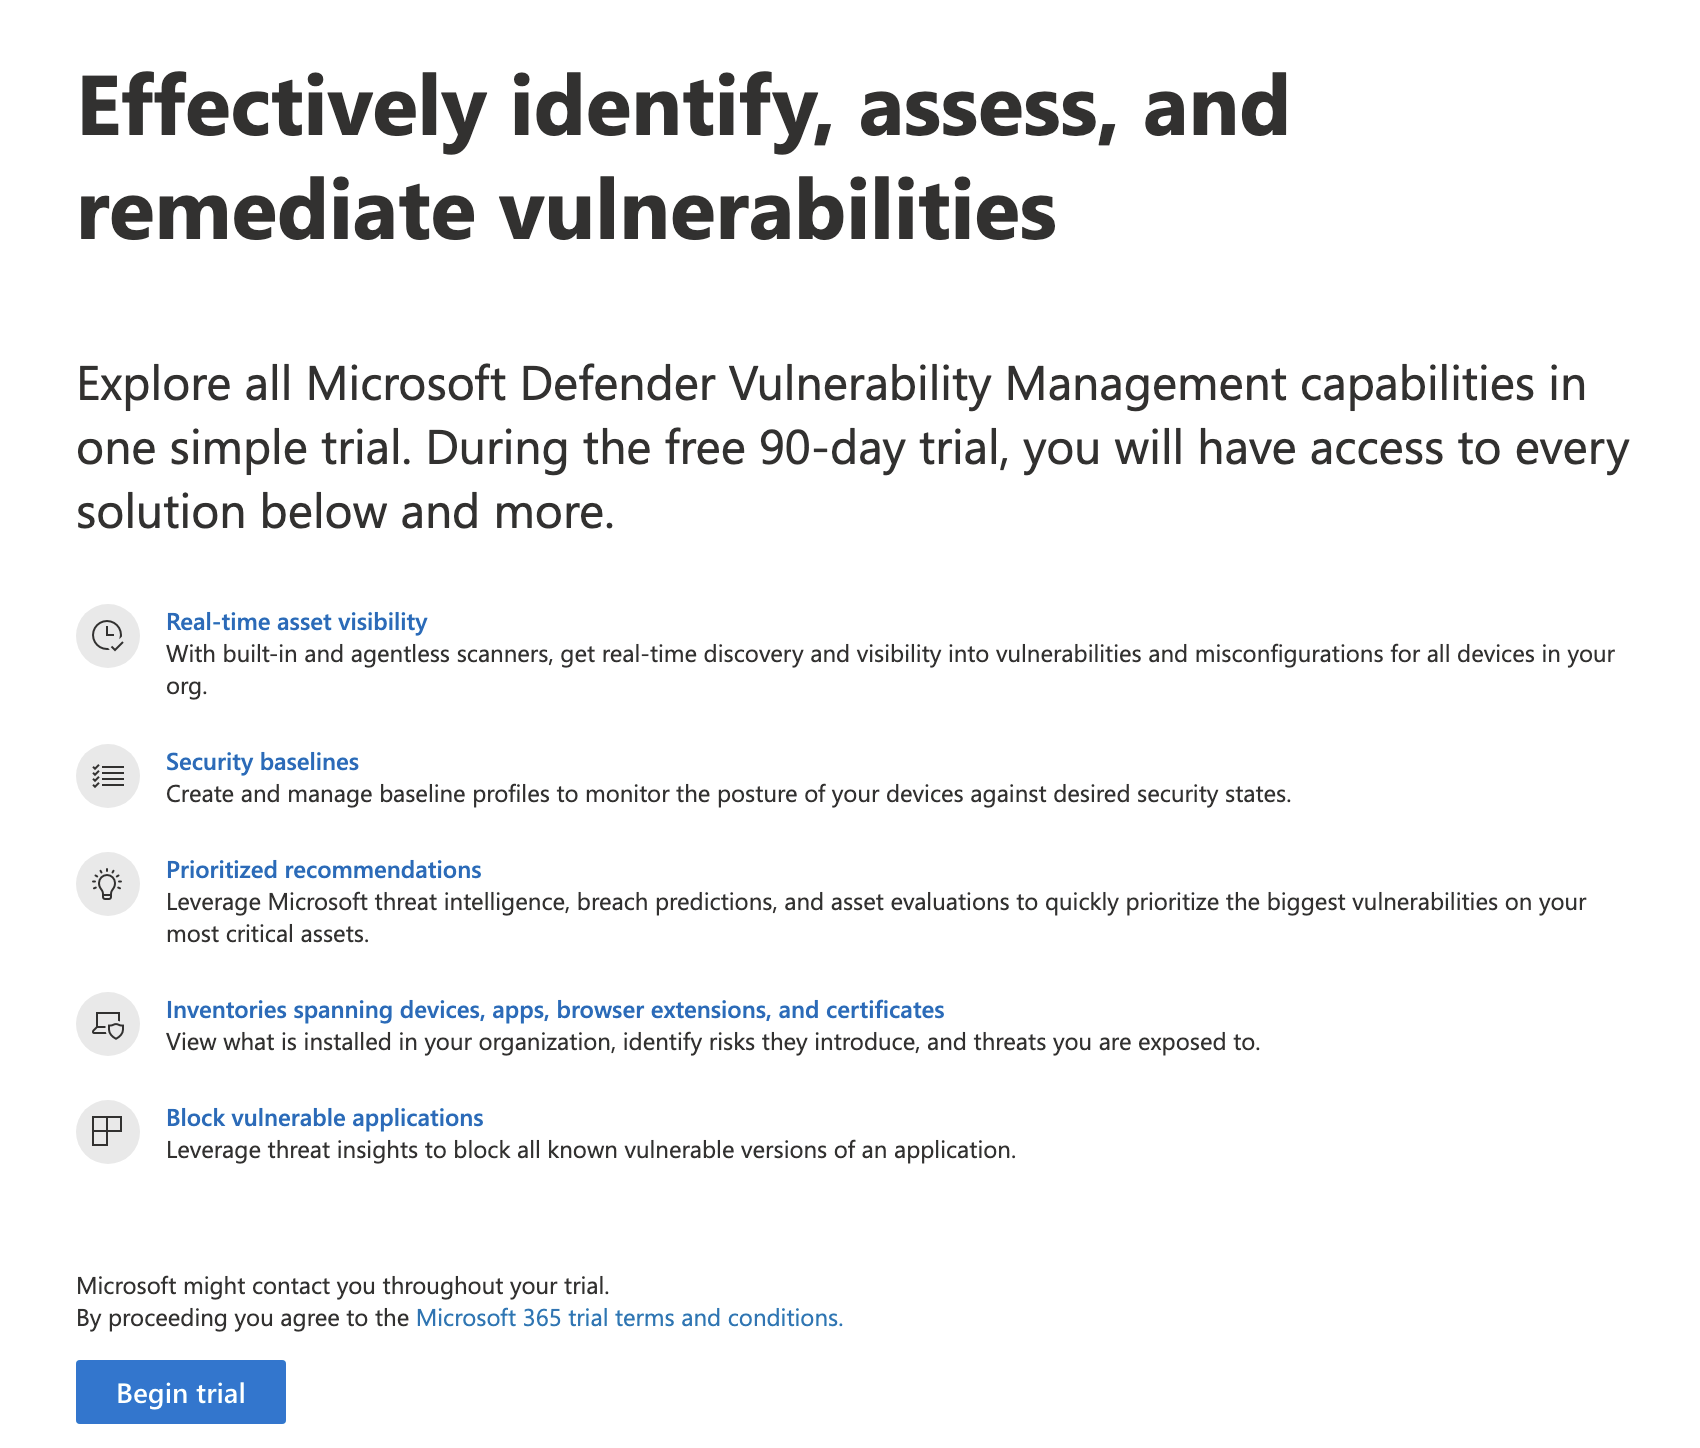 Effectively identify, assess, and
remediate vulnerabilities
Explore all Microsoft Defender Vulnerability Management capabilities in
one simple trial. During the free 90-day trial, you will have access to every
solution below and more.
Real-time asset visibility
With built-in and agentless scanners, get real-time discovery and visibility into vulnerabilities and misconfigurations for all devices in your
org.
Security baselines
Create and manage baseline profiles to monitor the posture of your devices against desired security states.
Prioritized recommendations
Leverage Microsoft threat intelligence, breach predictions, and asset evaluations to quickly prioritize the biggest vulnerabilities on your
most critical assets.
Inventories spanning devices, apps, browser extensions, and certificates
View what is installed in your organization, identify risks they introduce, and threats you are exposed to.
Block vulnerable applications
Leverage threat insights to block all known vulnerable versions of an application.
Microsoft might contact you throughout your trial.
By proceeding you agree to the Microsoft 365 trial terms and conditions.
Begin trial